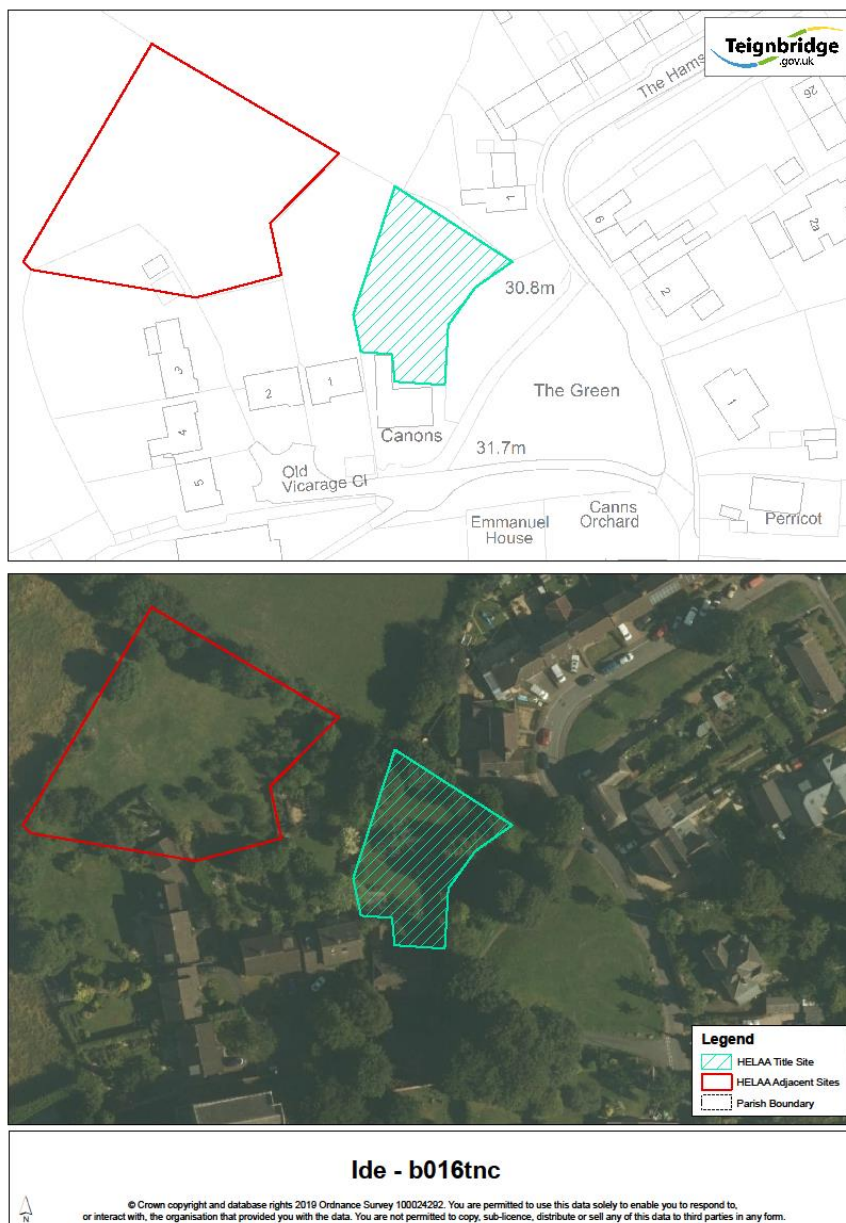 Teignbridge
.gov.uk
The Hams
26
1
6
2a
2
30.8m
3
2
1
The Green
1
4
Canons
31.7m
5
Old
Vicarage Cl
Emmanuel
House
Canns
Orchard
Perricot
Legend
HELAA Title Site
HELAA Adjacent Sites
Parish Boundary
Ide - b016tnc
N
© Crown copyright and database rights 2019 Ordnance Survey 100024292. You are permitted to use this data solely to enable you to respond to,
or interact with, the organisation that provided you with the data. You are not permitted to copy, sub-licence, distribute or sell any of this data to third parties in any form.